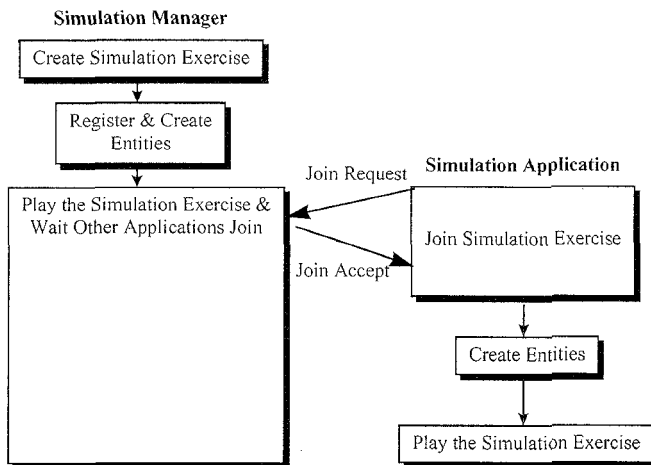 Simulation Manager
Create Simulation Exercise
Register & Create
Entities
Play the Simulation Exercise &
Wait Other Applications Join
Join Request
Join Accept
Simulation Application
Join Simulation Exercise
Create Entities
Play the Simulation Exercise